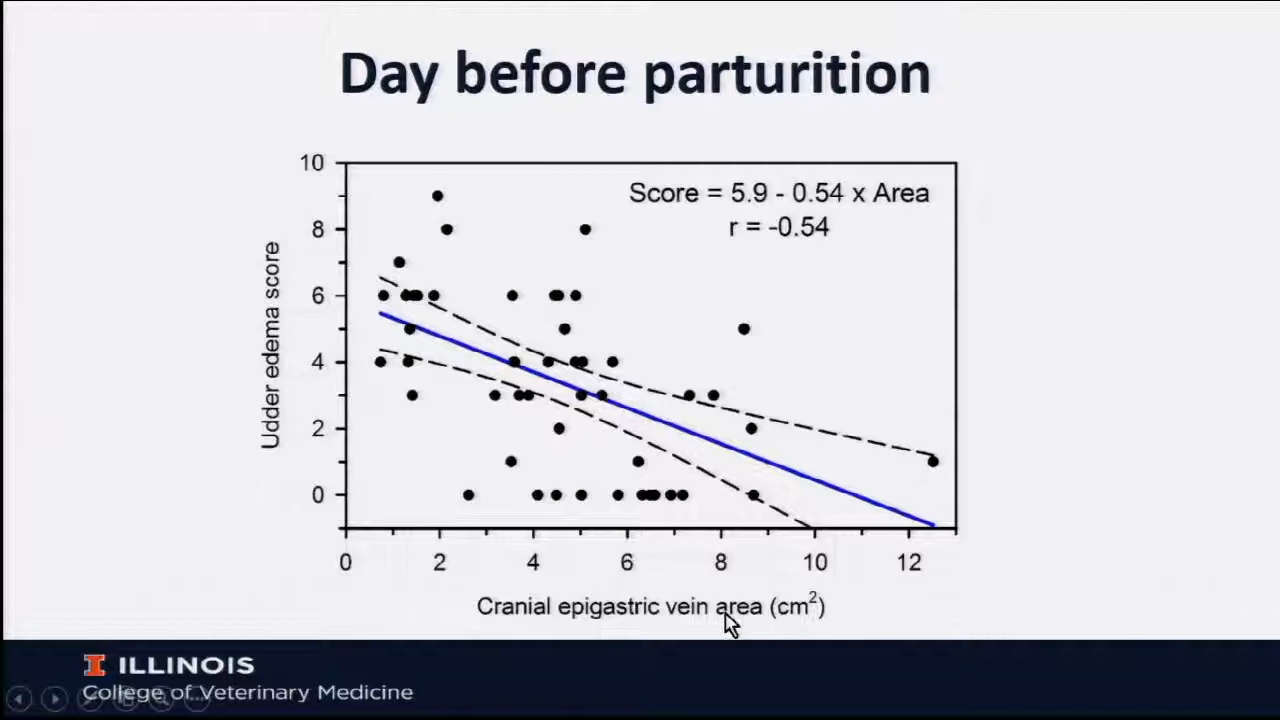 Day before parturition
Score = 5.9 - 0.54 x Area
r = -0.54
Udder edema score
10
8
6
4
2
0
0 2 4 6 8 10 12
Cranial epigastric vein area (cm²)
I ILLINOIS
College of Veterinary Medicine